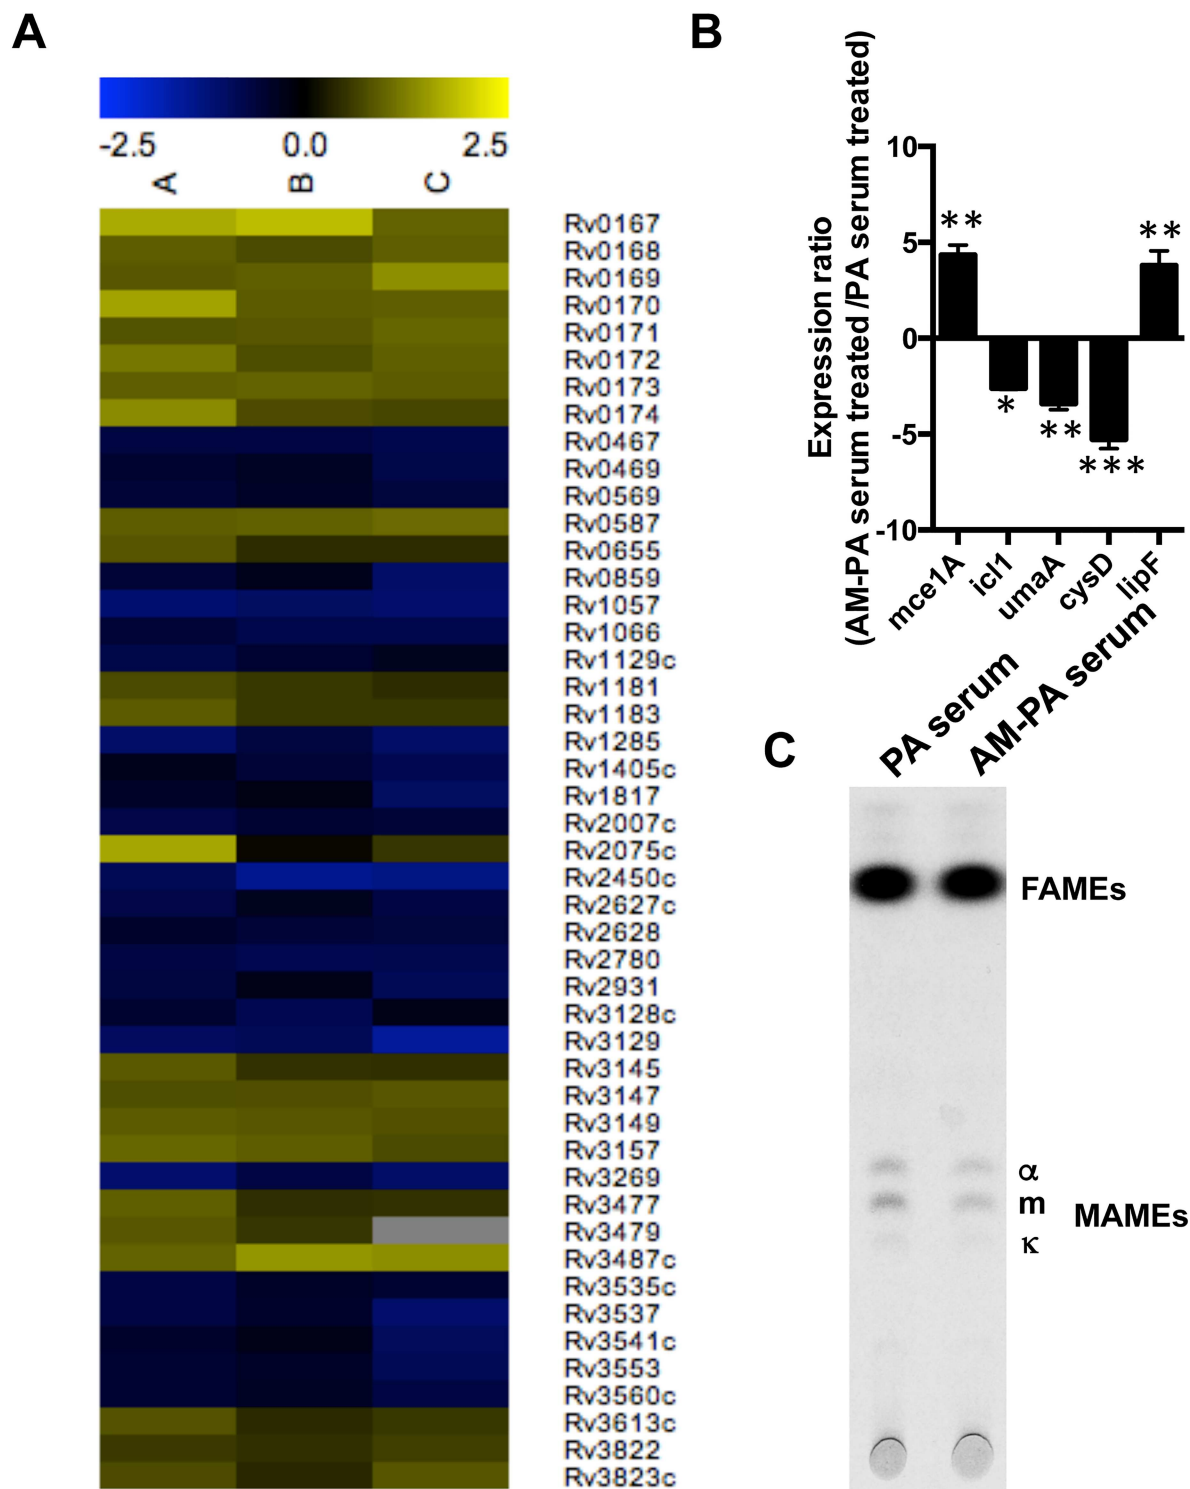 A
-2.5 0.0 2.5
A B C
Rv0167
Rv0168
Rv0169
Rv0170
Rv0171
Rv0172
Rv0173
Rv0174
Rv0467
Rv0469
Rv0569
Rv0587
Rv0655
Rv0859
Rv1057
Rv1066
Rv1129c
Rv1181
Rv1183
Rv1285
Rv1405c
Rv1817
Rv2007c
Rv2075c
Rv2450c
Rv2627c
Rv2628
Rv2780
Rv2931
Rv3128c
Rv3129
Rv3145
Rv3147
Rv3149
Rv3157
Rv3269
Rv3477
Rv3479
Rv3487c
Rv3535c
Rv3537
Rv3541c
Rv3553
Rv3560c
Rv3613c
Rv3822
Rv3823c
B
Expression ratio
(AM-PA serum treated /PA serum treated)
10
5
0
-5
-10
**
*
**
***
**
mce1A
icl1
umaA
cysD
lipF
C
PA serum
AM-PA serum
FAMEs
α
m
κ
MAMEs